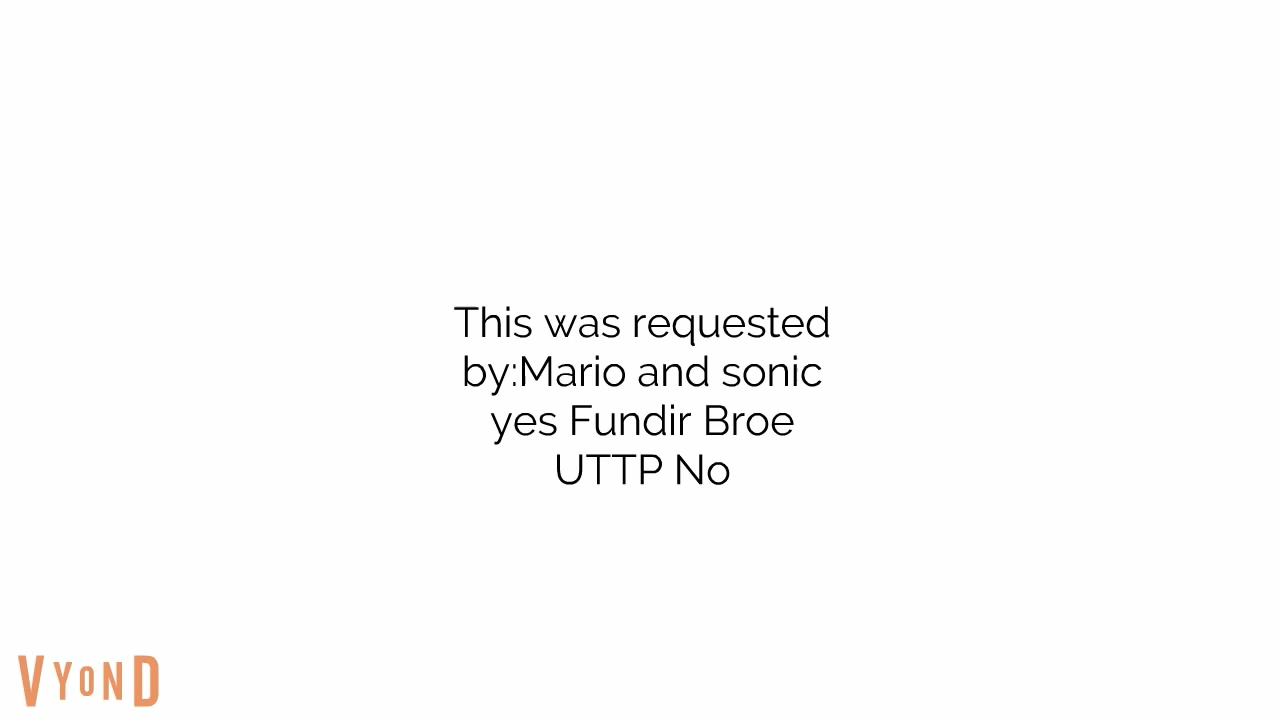 This was requested
by:Mario and sonic
yes Fundir Broe
UTTP No
VYOND